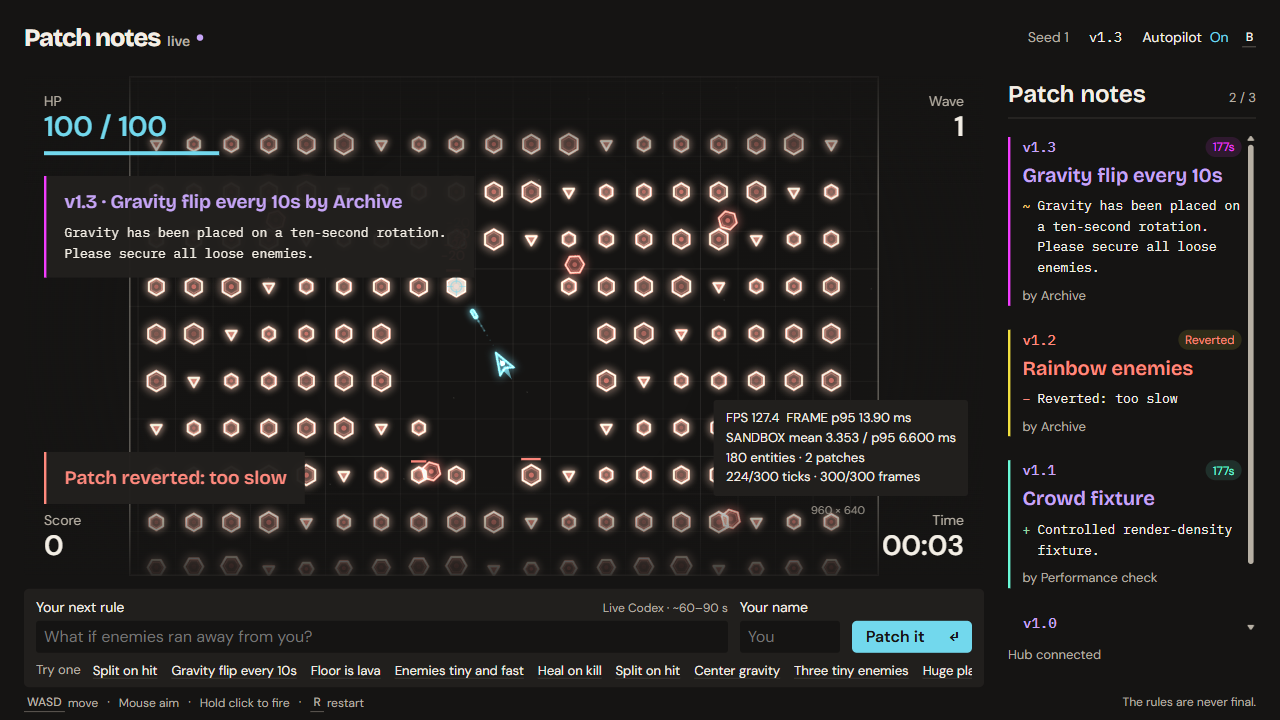 Patch notes live
Seed 1 v1.3 Autopilot On B
HP
100 / 100
Wave
1
v1.3 · Gravity flip every 10s by Archive
Gravity has been placed on a ten-second rotation.
Please secure all loose enemies.
FPS 127.4 FRAME p95 13.90 ms
SANDBOX mean 3.353 / p95 6.600 ms
180 entities · 2 patches
224/300 ticks · 300/300 frames
Patch reverted: too slow
960 × 640
Score
0
Time
00:03
Patch notes 2 / 3
v1.3 177s
Gravity flip every 10s
~ Gravity has been placed on
a ten-second rotation.
Please secure all loose
enemies.
by Archive
v1.2 Reverted
Rainbow enemies
− Reverted: too slow
by Archive
v1.1 177s
Crowd fixture
+ Controlled render-density
fixture.
by Performance check
v1.0
Hub connected
Your next rule Live Codex · ~60–90 s Your name
What if enemies ran away from you? You Patch it ↵
Try one Split on hit Gravity flip every 10s Floor is lava Enemies tiny and fast Heal on kill Split on hit Center gravity Three tiny enemies Huge pla
WASD move · Mouse aim · Hold click to fire · R restart
The rules are never final.